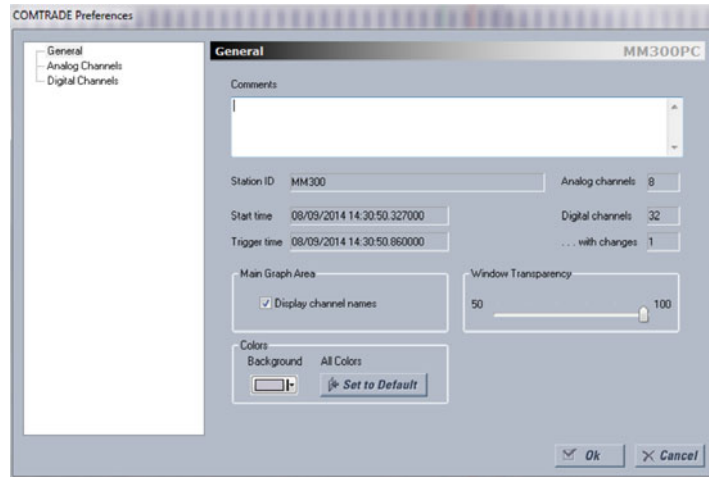 COMTRADE Preferences
General
Analog Channels
Digital Channels
General MM300PC
Comments
Station ID MM300 Analog channels 8
Start time 08/09/2014 14:30:50.327000 Digital channels 32
Trigger time 08/09/2014 14:30:50.860000 . . . with changes 1
Main Graph Area Window Transparency
Display channel names 50 100
Colors
Background All Colors
Set to Default
Ok Cancel